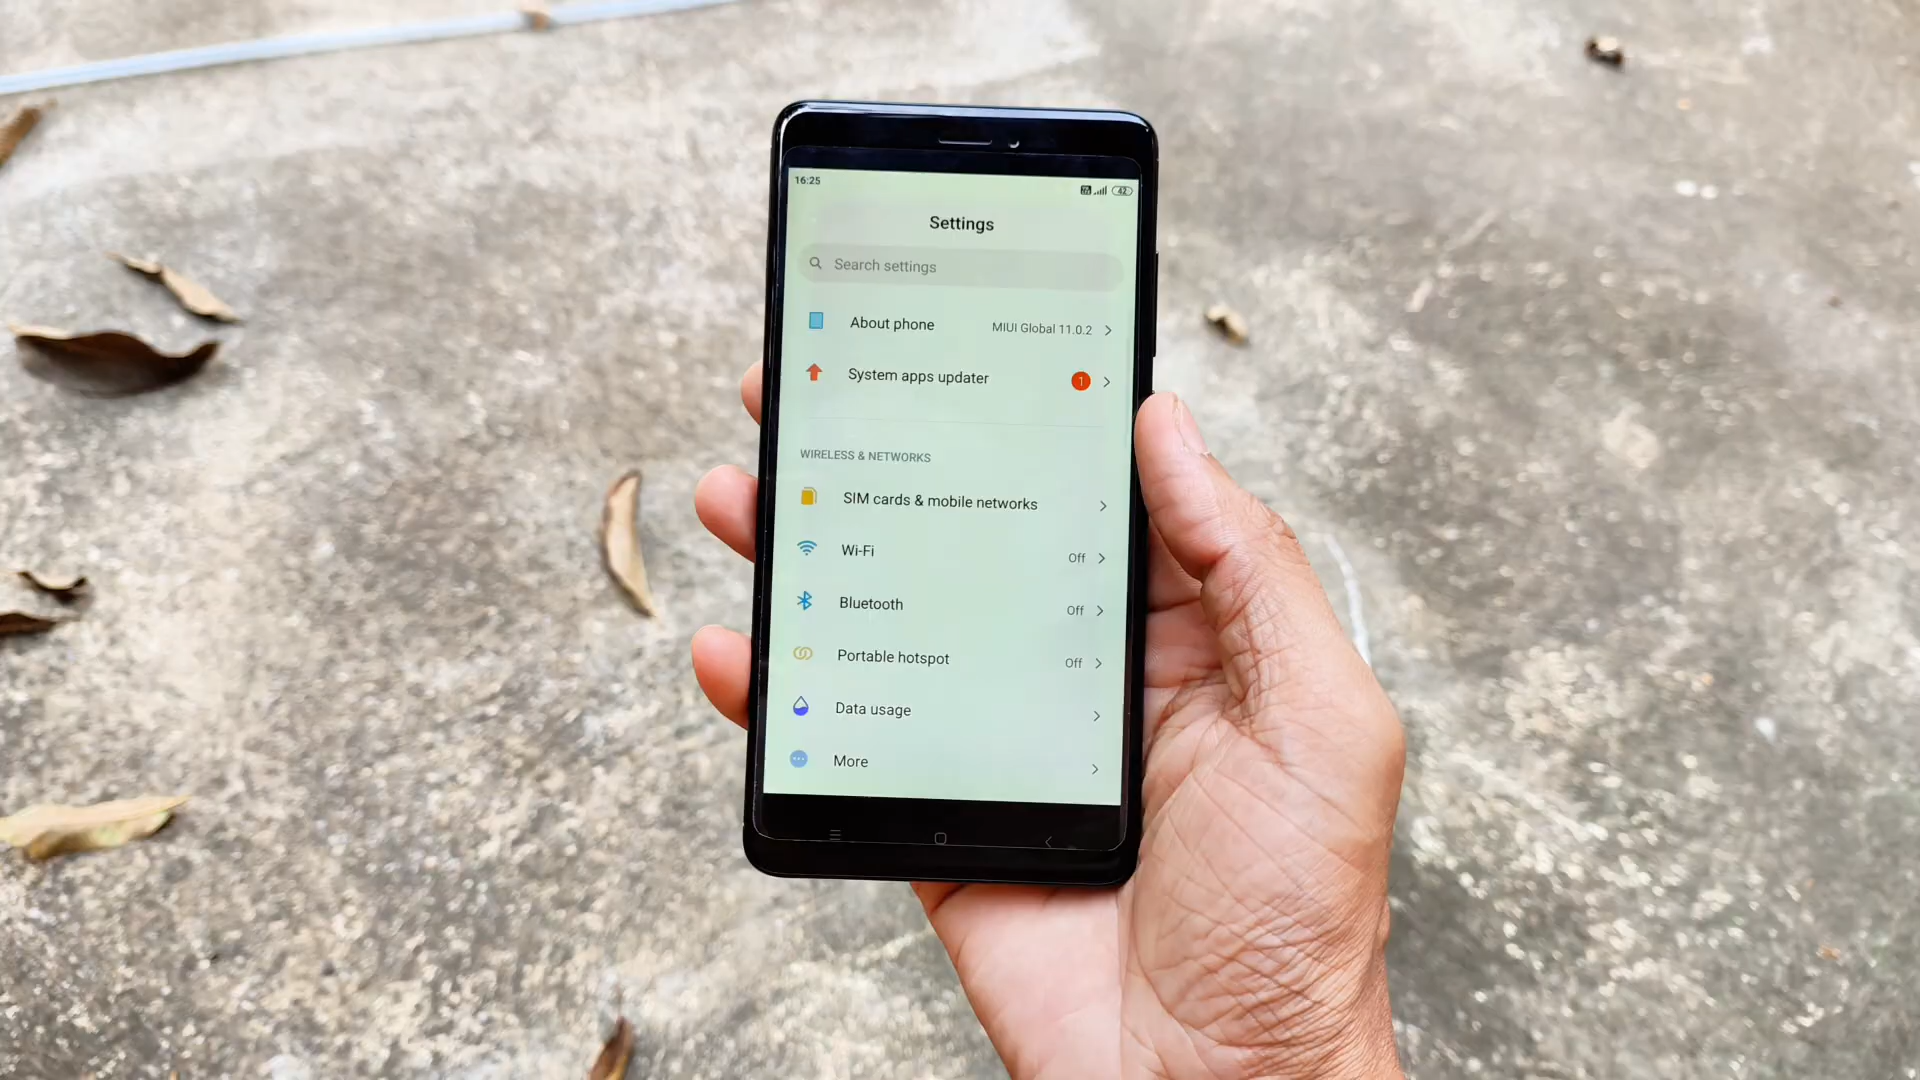 16:25
42
Settings
Search settings
About phone MIUI Global 11.0.2
System apps updater 1
WIRELESS & NETWORKS
SIM cards & mobile networks
Wi-Fi Off
Bluetooth Off
Portable hotspot Off
Data usage
More